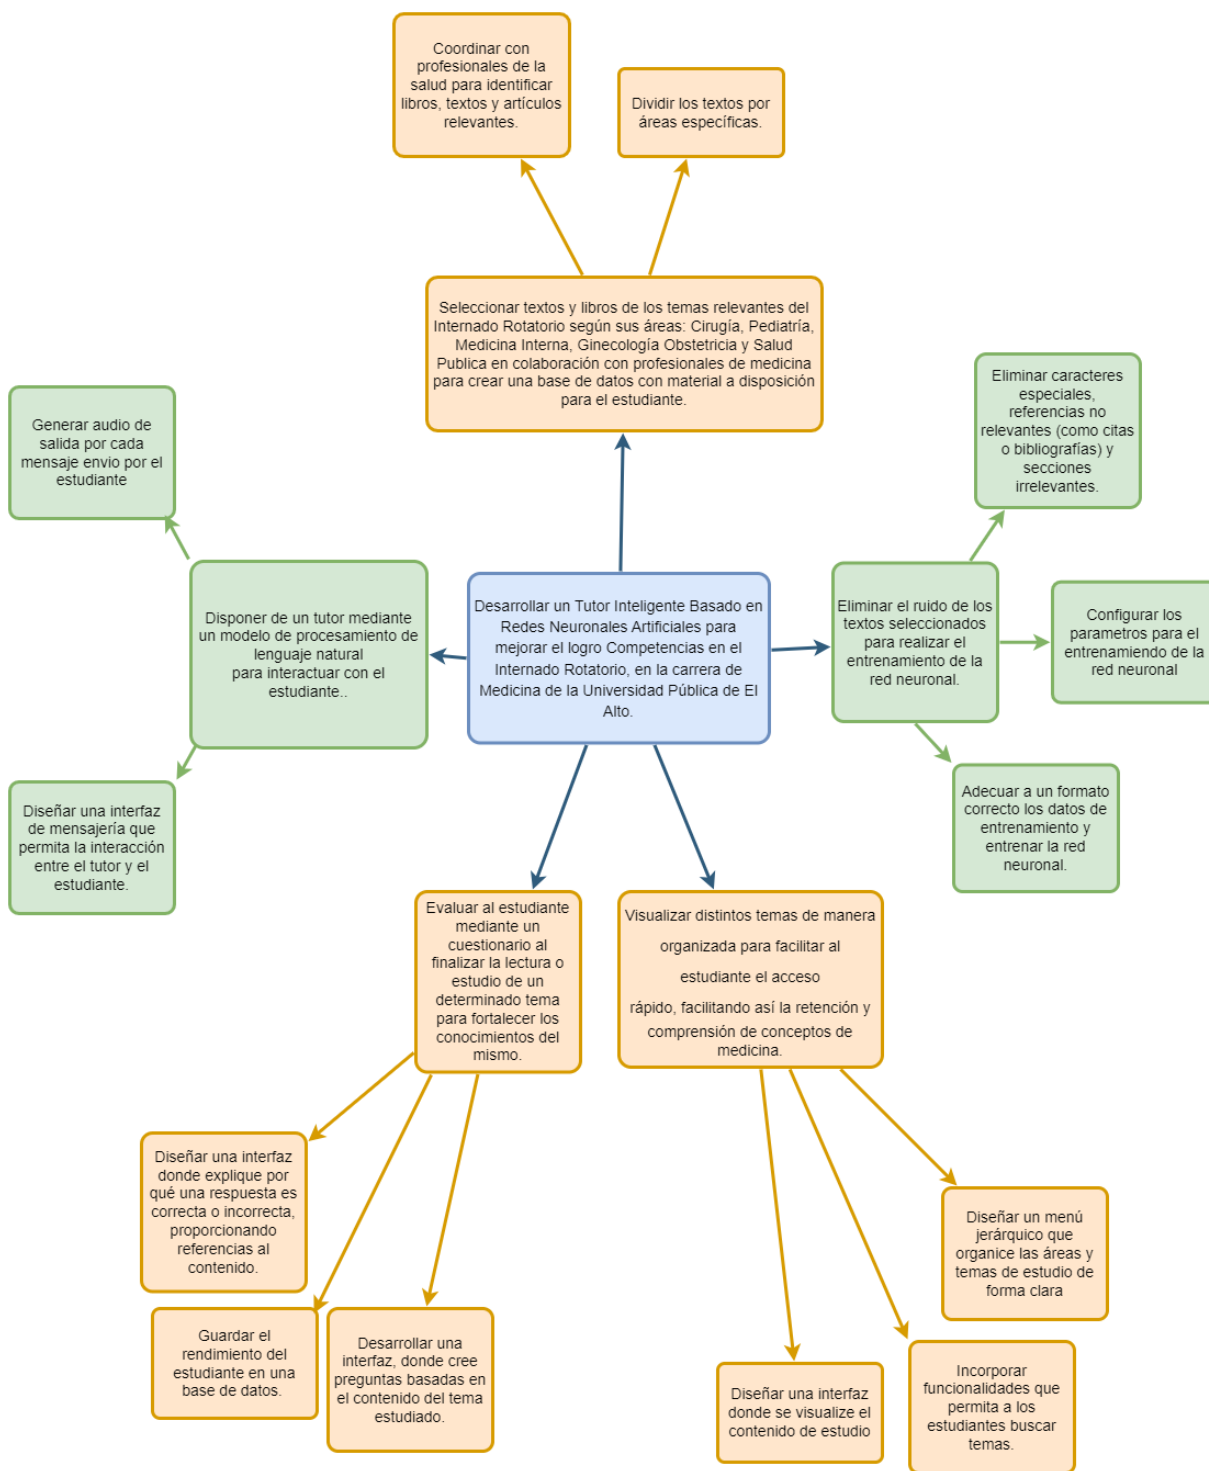 Coordinar con
profesionales de la
salud para identificar
libros, textos y artículos
relevantes.
Dividir los textos por
áreas específicas.
Seleccionar textos y libros de los temas relevantes del
Internado Rotatorio según sus áreas: Cirugía, Pediatría,
Medicina Interna, Ginecología Obstetricia y Salud
Publica en colaboración con profesionales de medicina
para crear una base de datos con material a disposición
para el estudiante.
Eliminar caracteres
especiales,
referencias no
relevantes (como citas
o bibliografías) y
secciones
irrelevantes.
Generar audio de
salida por cada
mensaje envio por el
estudiante
Disponer de un tutor mediante
un modelo de procesamiento de
lenguaje natural
para interactuar con el
estudiante..
Desarrollar un Tutor Inteligente Basado en
Redes Neuronales Artificiales para
mejorar el logro Competencias en el
Internado Rotatorio, en la carrera de
Medicina de la Universidad Pública de El
Alto.
Eliminar el ruido de los
textos seleccionados
para realizar el
entrenamiento de la
red neuronal.
Configurar los
parametros para el
entrenamiendo de la
red neuronal
Diseñar una interfaz
de mensajería que
permita la interacción
entre el tutor y el
estudiante.
Adecuar a un formato
correcto los datos de
entrenamiento y
entrenar la red
neuronal.
Evaluar al estudiante
mediante un
cuestionario al
finalizar la lectura o
estudio de un
determinado tema
para fortalecer los
conocimientos del
mismo.
Visualizar distintos temas de manera
organizada para facilitar al
estudiante el acceso
rápido, facilitando así la retención y
comprensión de conceptos de
medicina.
Diseñar una interfaz
donde explique por
qué una respuesta es
correcta o incorrecta,
proporcionando
referencias al
contenido.
Diseñar un menú
jerárquico que
organice las áreas y
temas de estudio de
forma clara
Guardar el
rendimiento del
estudiante en una
base de datos.
Desarrollar una
interfaz, donde cree
preguntas basadas en
el contenido del tema
estudiado.
Diseñar una interfaz
donde se visualize el
contenido de estudio
Incorporar
funcionalidades que
permita a los
estudiantes buscar
temas.